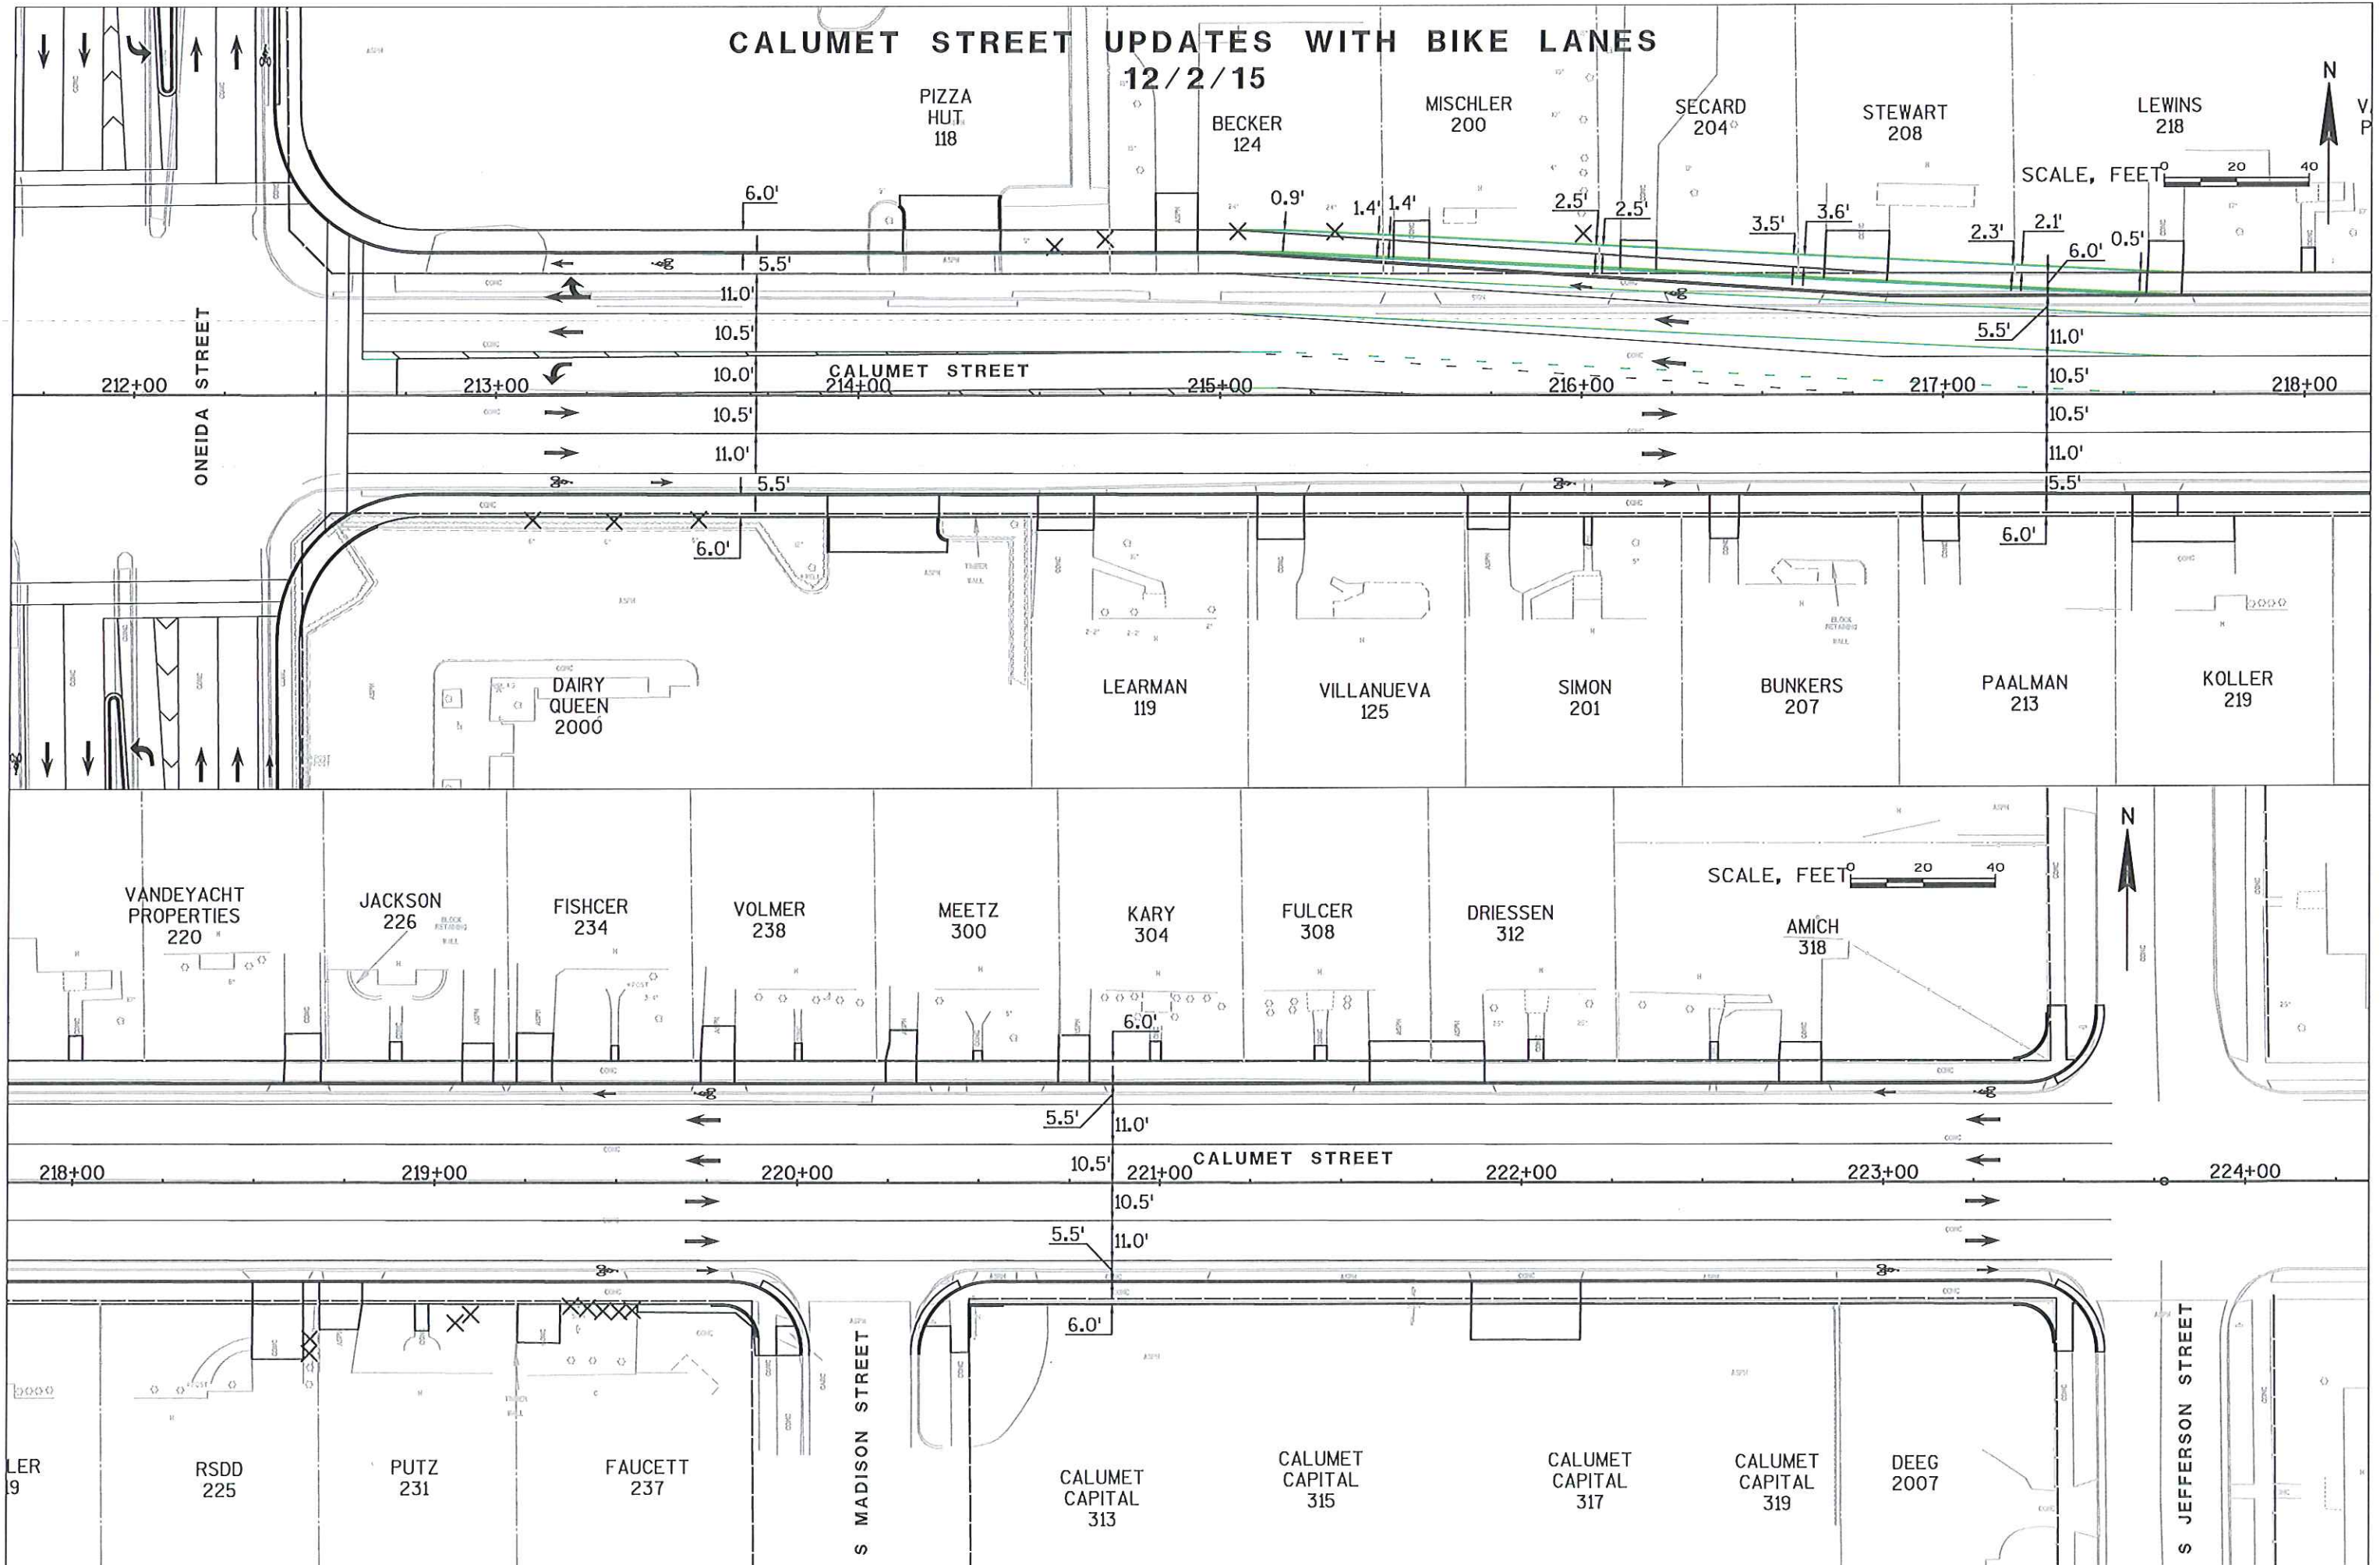 CALUMET STREET UPDATES WITH BIKE LANES
12/2/15
PIZZA
HUT
118
BECKER
124
MISCHLER
200
SECARD
204
STEWART
208
LEWINS
218
N
V
P
SCALE, FEET
0 20 40
6.0'
0.9'
1.4'
1.4'
2.5'
2.5'
3.5'
3.6'
2.3'
2.1'
6.0'
0.5'
5.5'
11.0'
10.5'
10.0'
10.5'
11.0'
5.5'
6.0'
5.5'
11.0'
10.5'
10.5'
11.0'
5.5'
6.0'
CALUMET STREET
ONEIDA STREET
212+00
213+00
214+00
215+00
216+00
217+00
218+00
DAIRY
QUEEN
2000
LEARMAN
119
VILLANUEVA
125
SIMON
201
BUNKERS
207
BLOCK
RETAINING
WALL
PAALMAN
213
KOLLER
219
VANDEYACHT
PROPERTIES
220
JACKSON
226
BLOCK
RETAINING
WALL
FISHCER
234
VOLMER
238
MEETZ
300
KARY
304
FULCER
308
DRIESSEN
312
AMICH
318
SCALE, FEET
0 20 40
N
6.0'
5.5'
11.0'
10.5'
10.5'
11.0'
5.5'
6.0'
CALUMET STREET
218+00
219+00
220+00
221+00
222+00
223+00
224+00
LER
19
RSDD
225
PUTZ
231
FAUCETT
237
S MADISON STREET
CALUMET
CAPITAL
313
CALUMET
CAPITAL
315
CALUMET
CAPITAL
317
CALUMET
CAPITAL
319
DEEG
2007
S JEFFERSON STREET